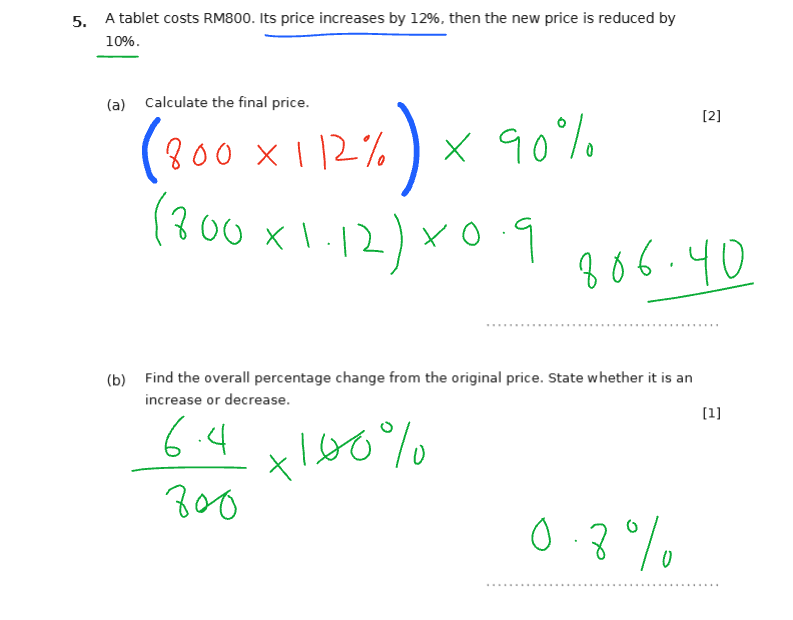 5. A tablet costs RM800. Its price increases by 12%, then the new price is reduced by
10%.
(a) Calculate the final price.
[2]
(800 × 112%) × 90%
(800 × 1.12) × 0.9
806.40
(b) Find the overall percentage change from the original price. State whether it is an
increase or decrease.
[1]
6.4
× 100%
800
0.8%